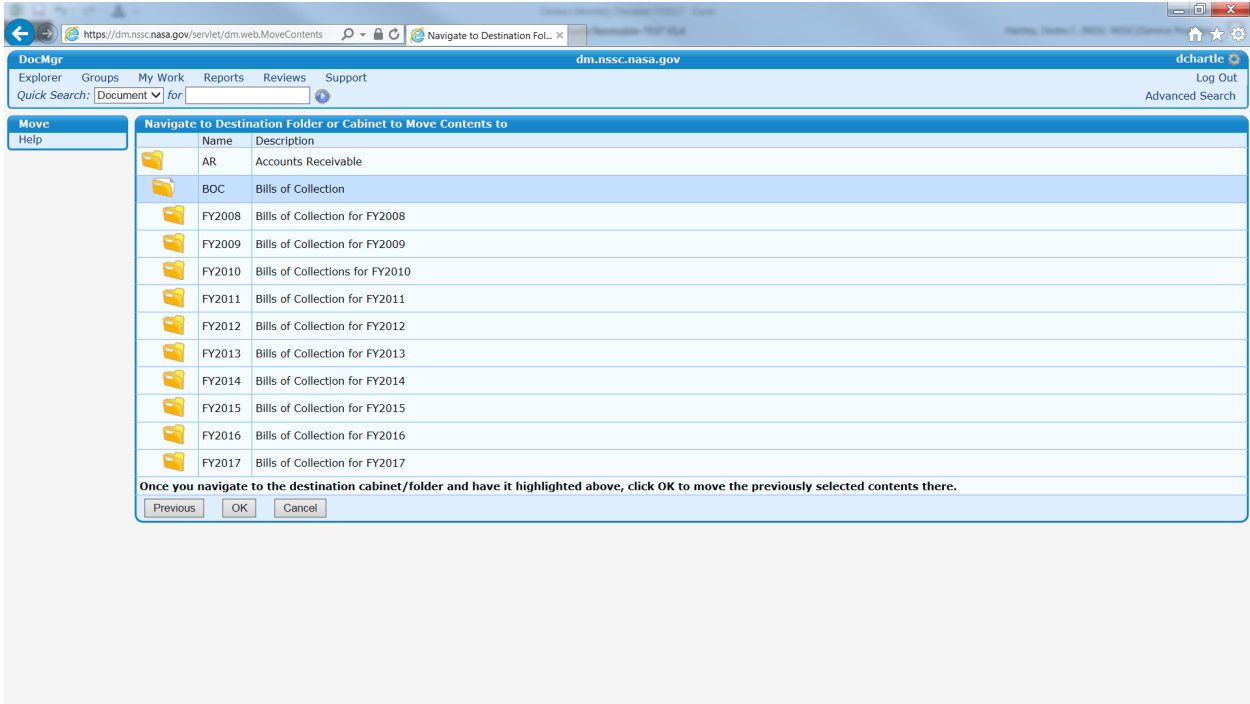 https://dm.nssc.nasa.gov/servlet/dm.web.MoveContents Navigate to Destination Fol...
DocMgr dm.nssc.nasa.gov dchartle
Explorer Groups My Work Reports Reviews Support Log Out
Quick Search: Document for Advanced Search
Move
Help
Navigate to Destination Folder or Cabinet to Move Contents to
Name Description
AR Accounts Receivable
BOC Bills of Collection
FY2008 Bills of Collection for FY2008
FY2009 Bills of Collection for FY2009
FY2010 Bills of Collections for FY2010
FY2011 Bills of Collection for FY2011
FY2012 Bills of Collection for FY2012
FY2013 Bills of Collection for FY2013
FY2014 Bills of Collection for FY2014
FY2015 Bills of Collection for FY2015
FY2016 Bills of Collection for FY2016
FY2017 Bills of Collection for FY2017
Once you navigate to the destination cabinet/folder and have it highlighted above, click OK to move the previously selected contents there.
Previous OK Cancel